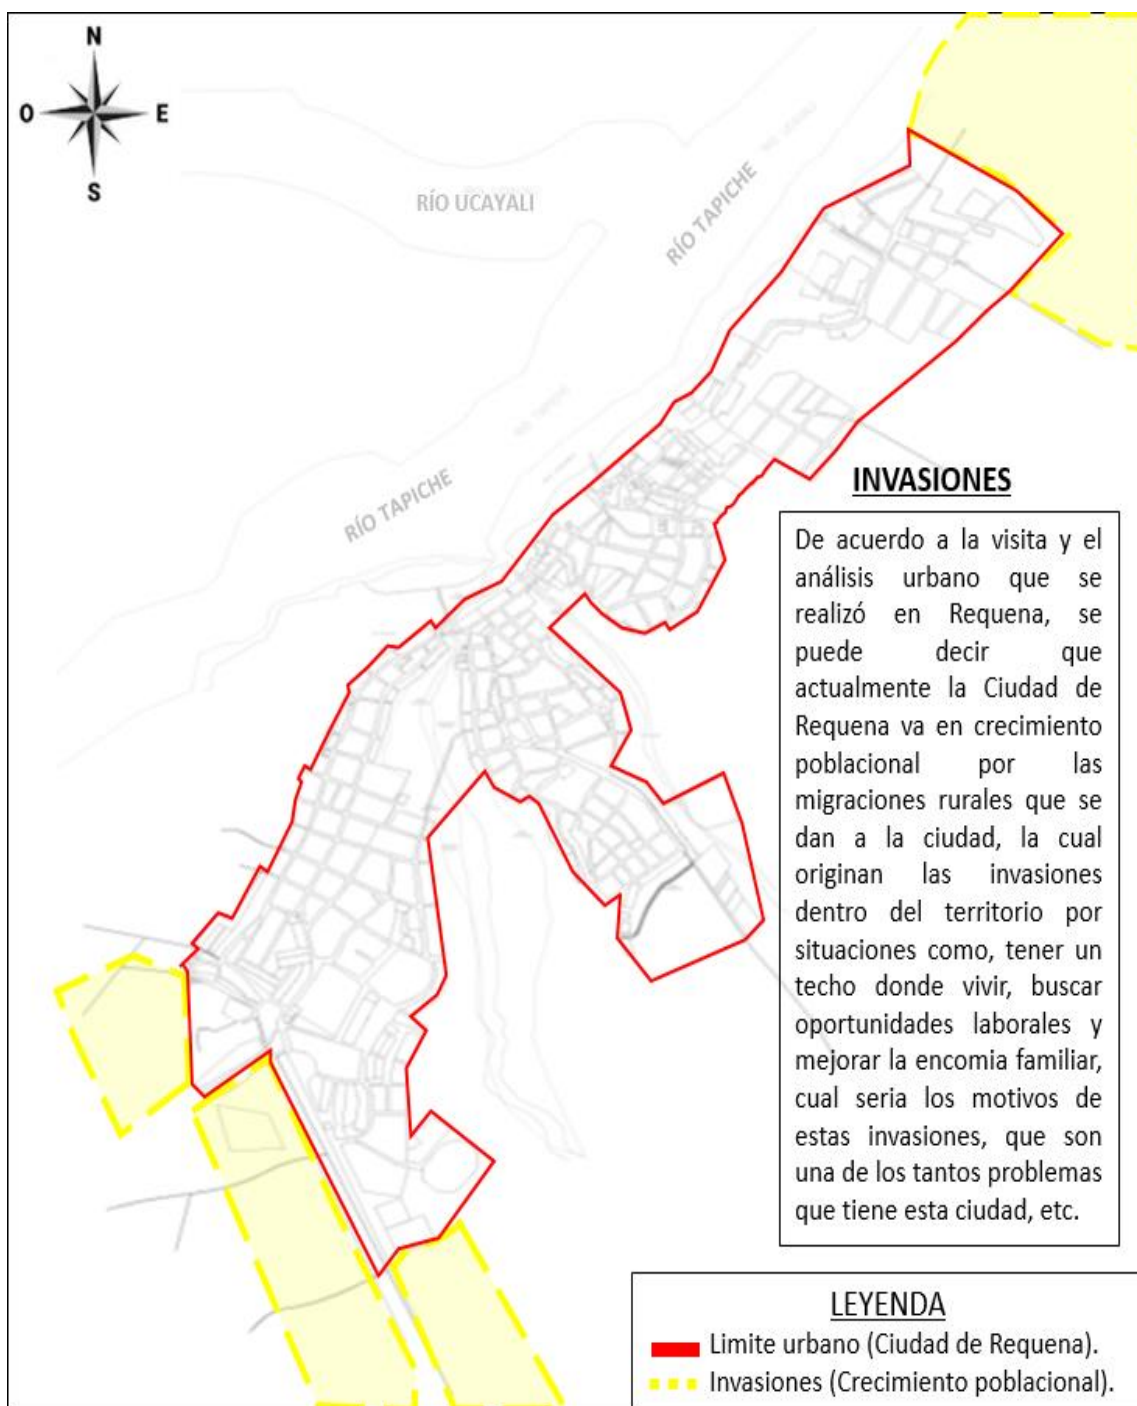 N
O
E
S
RÍO UCAYALI
RÍO TAPICHE
RÍO TAPICHE
INVASIONES
De acuerdo a la visita y el
análisis urbano que se
realizó en Requena, se
puede decir que
actualmente la Ciudad de
Requena va en crecimiento
poblacional por las
migraciones rurales que se
dan a la ciudad, la cual
originan las invasiones
dentro del territorio por
situaciones como, tener un
techo donde vivir, buscar
oportunidades laborales y
mejorar la encomia familiar,
cual seria los motivos de
estas invasiones, que son
una de los tantos problemas
que tiene esta ciudad, etc.
LEYENDA
Limite urbano (Ciudad de Requena).
Invasiones (Crecimiento poblacional).